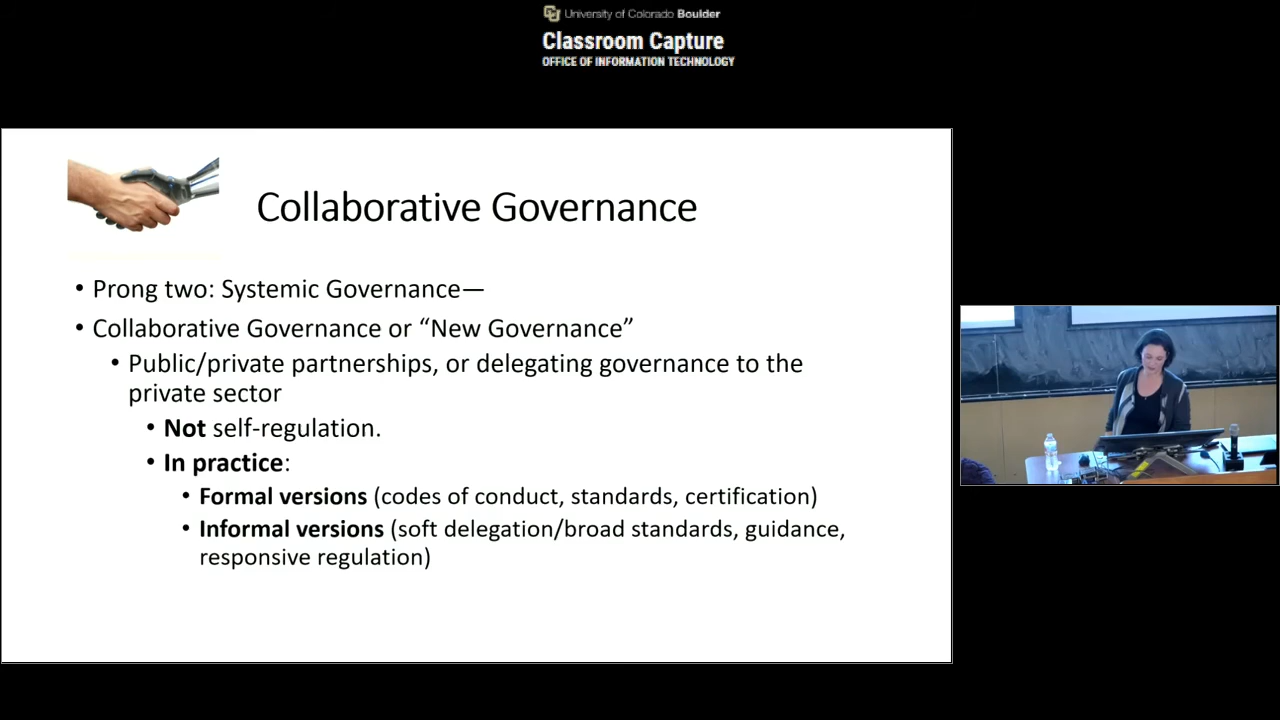 University of Colorado Boulder
Classroom Capture
OFFICE OF INFORMATION TECHNOLOGY
Collaborative Governance
• Prong two: Systemic Governance—
• Collaborative Governance or “New Governance”
• Public/private partnerships, or delegating governance to the
private sector
• Not self-regulation.
• In practice:
• Formal versions (codes of conduct, standards, certification)
• Informal versions (soft delegation/broad standards, guidance,
responsive regulation)